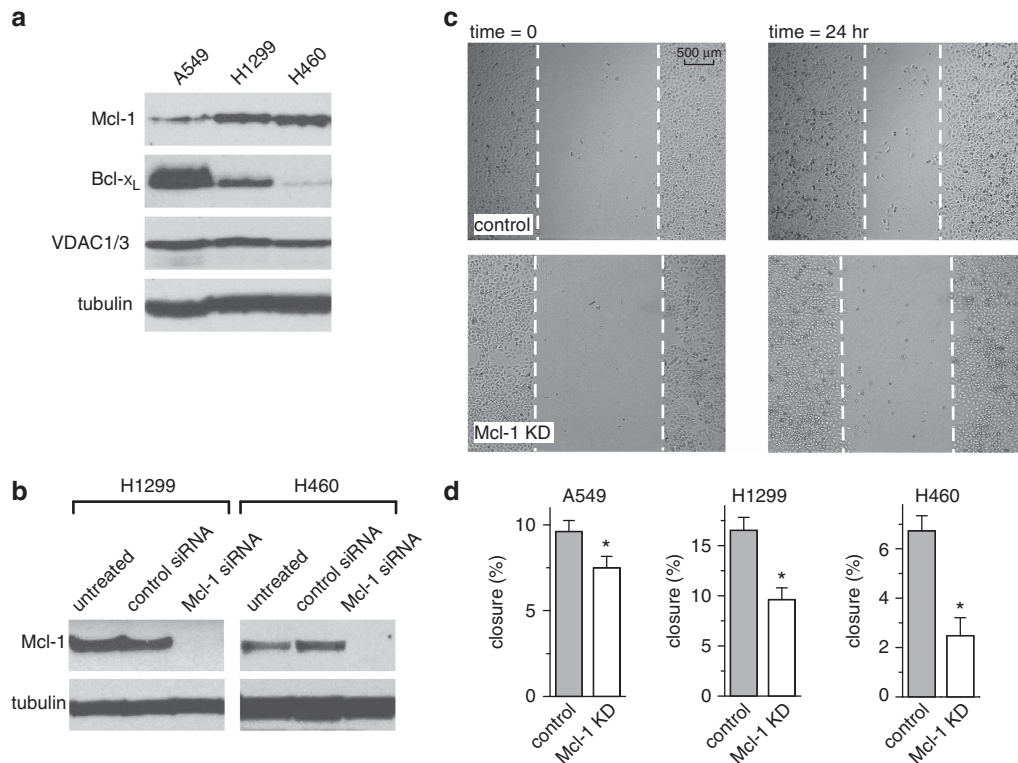 a
A549
H1299
H460
Mcl-1
Bcl-xL
VDAC1/3
tubulin
b
H1299
H460
untreated
control siRNA
Mcl-1 siRNA
untreated
control siRNA
Mcl-1 siRNA
Mcl-1
tubulin
c
time = 0
time = 24 hr
500 μm
control
Mcl-1 KD
d
A549
closure (%)
10
5
0
*
control
Mcl-1 KD
H1299
closure (%)
15
10
5
0
*
control
Mcl-1 KD
H460
closure (%)
6
4
2
0
*
control
Mcl-1 KD